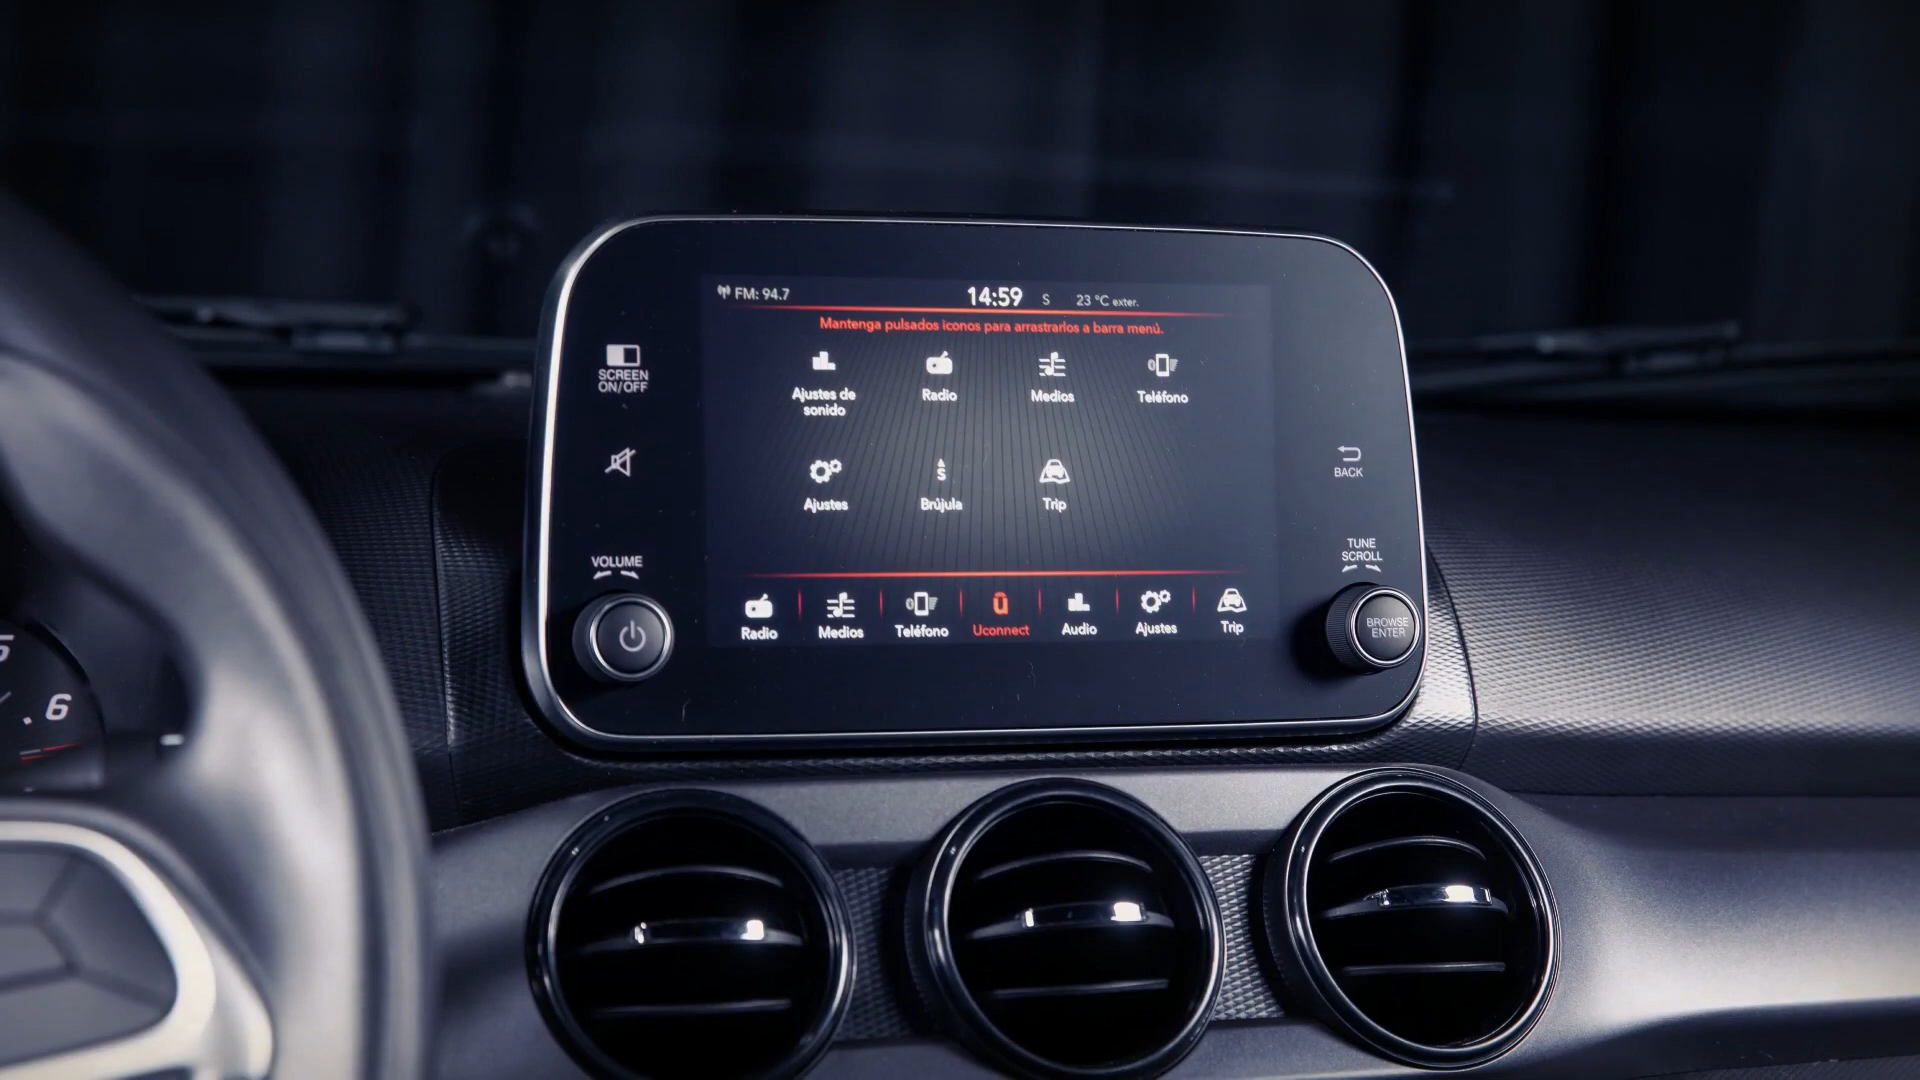 FM: 94.7 14:59 S 23 °C exter.
Mantenga pulsados iconos para arrastrarlos a barra menú.
SCREEN
ON/OFF
Ajustes de
sonido
Radio
Medios
Teléfono
S
Ajustes
Brújula
Trip
BACK
VOLUME
TUNE
SCROLL
Radio
Medios
Teléfono
û
Uconnect
Audio
Ajustes
Trip
BROWSE
ENTER
5
6